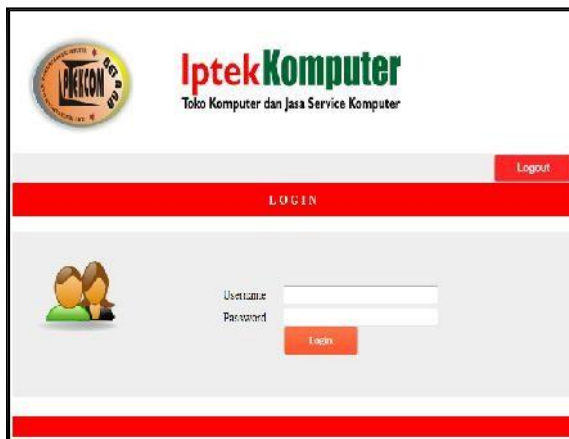 IPTEKCON
IptekKomputer
Toko Komputer dan Jasa Service Komputer
Logout
LOGIN
Username
Password
Login